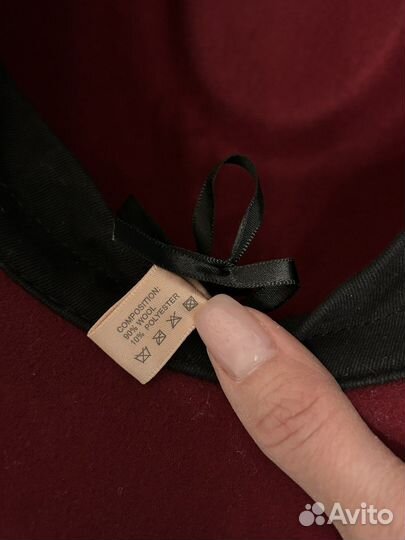 COMPOSITION:
90% WOOL
10% POLYESTER
Avito